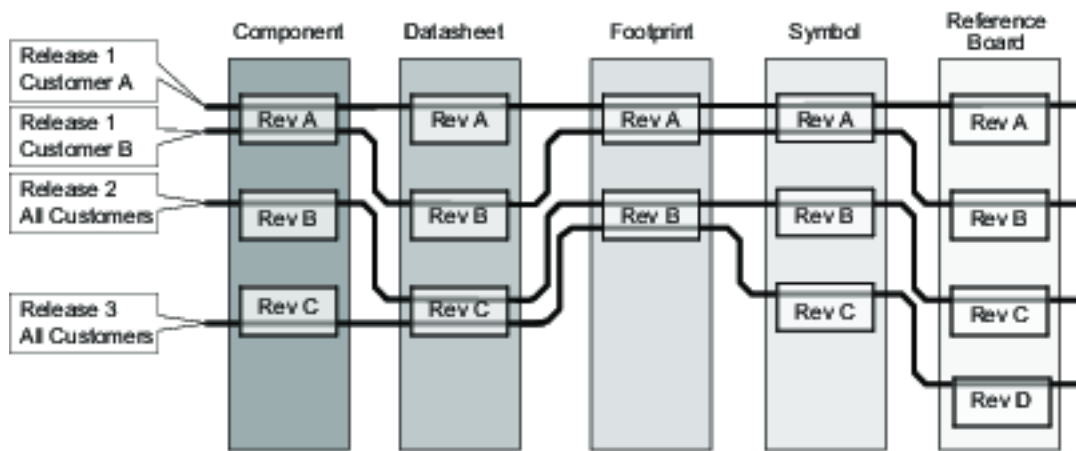 Component Datasheet Footprint Symbol Reference Board
Release 1
Customer A
Release 1
Customer B
Release 2
All Customers
Release 3
All Customers
Rev A Rev A Rev A Rev A Rev A
Rev B Rev B Rev B Rev B Rev B
Rev C Rev C Rev C Rev C
Rev D